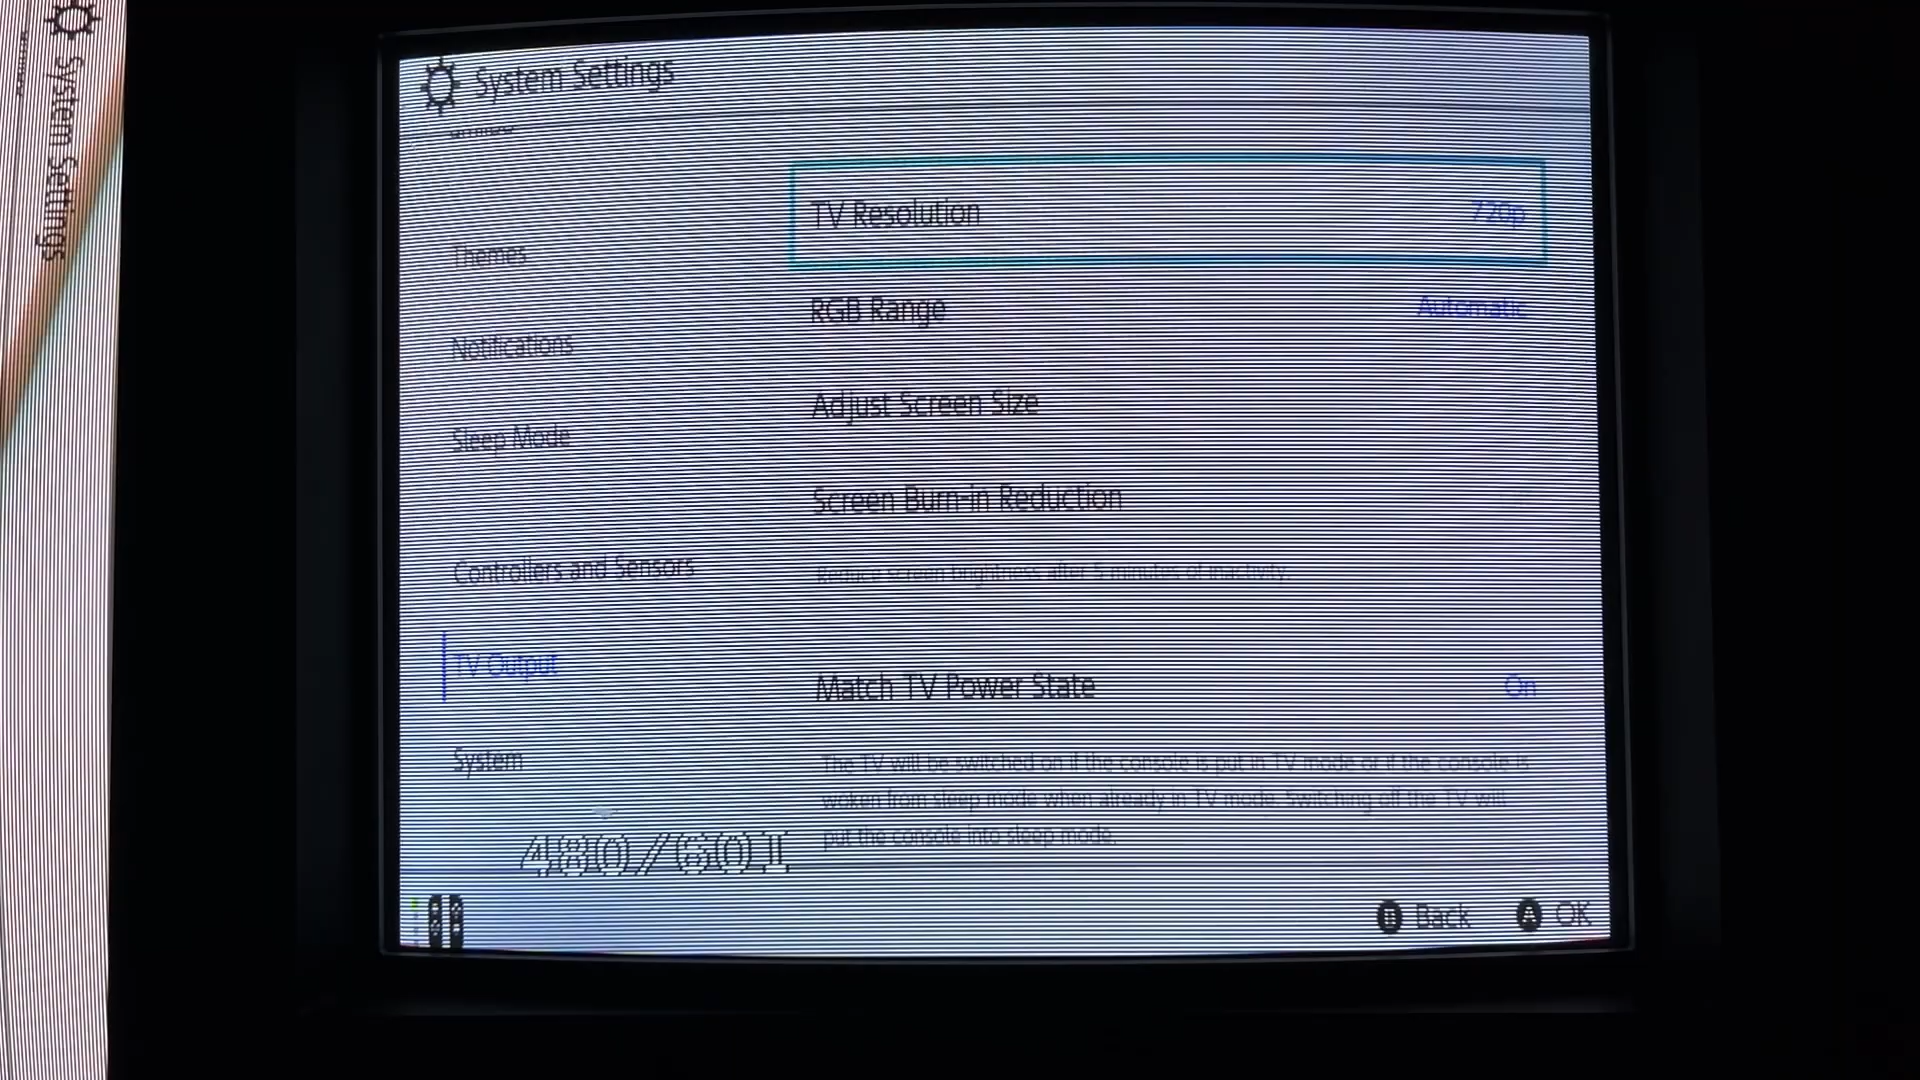 System Settings
System Settings
amiibo
Themes
Notifications
Sleep Mode
Controllers and Sensors
TV Output
System
TV Resolution 720p
RGB Range Automatic
Adjust Screen Size
Screen Burn-in Reduction
Reduce screen brightness after 5 minutes of inactivity.
Match TV Power State On
The TV will be switched on if the console is put in TV mode or if the console is
woken from sleep mode when already in TV mode. Switching off the TV will
put the console into sleep mode.
480/60I
B Back A OK